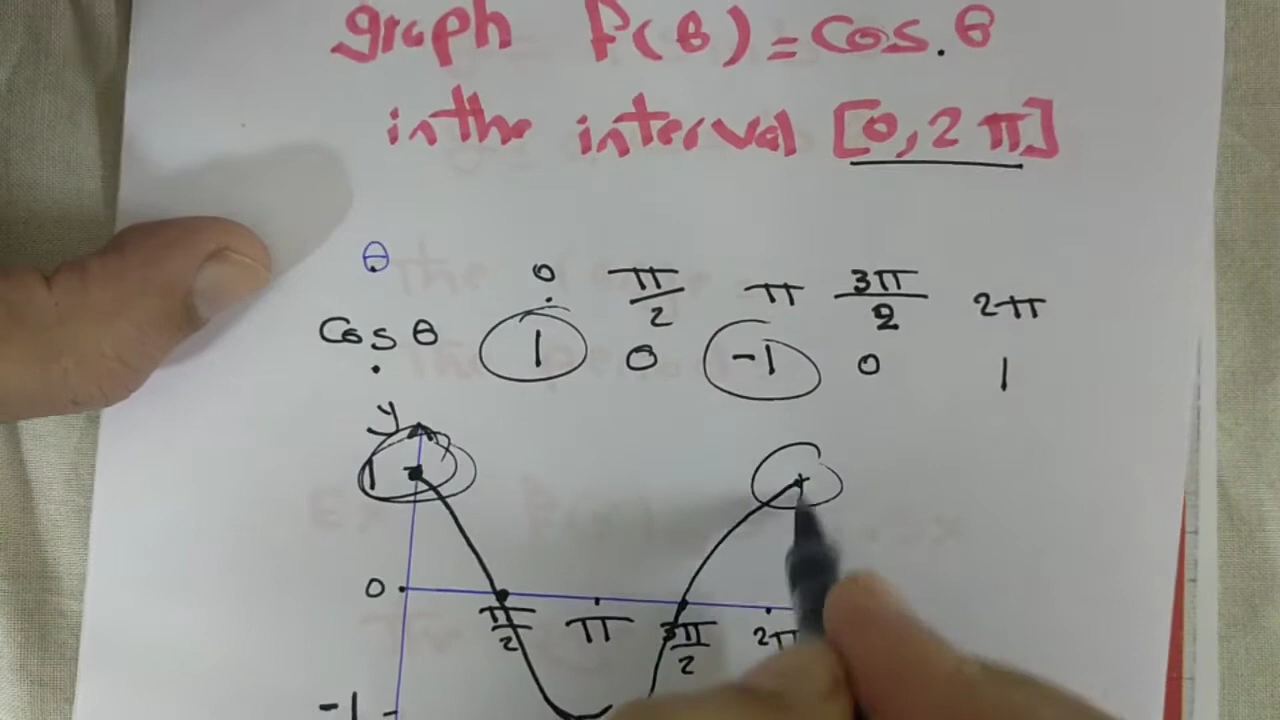 graph f(θ) = cos. θ
in the interval [0, 2π]
θ 0 π/2 π 3π/2 2π
Cos θ 1 0 -1 0 1
y
1
0
π/2 π 3π/2 2π
-1